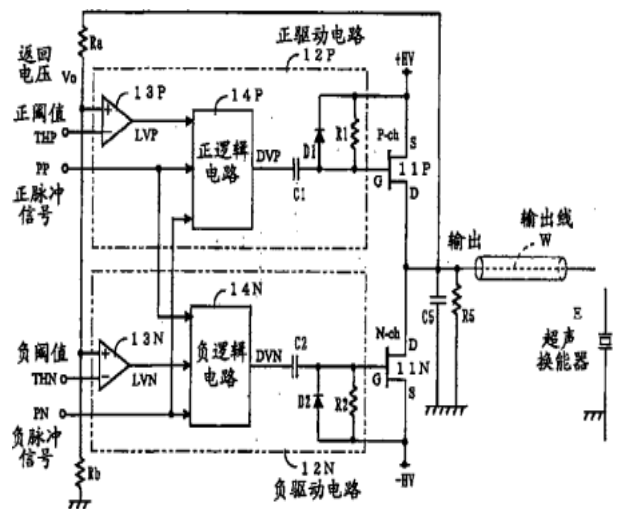 Ra
正驱动电路
12P
+HV
返回
电压 Vo
13P
14P
正阈值
THP
LVP
正逻辑
电路
D1
R1
P-ch
S
PP
DVP
C1
G
11P
D
正脉冲
信号
输出
输出线
W
14N
C5
R5
E
超声
换能器
13N
负阈值
THN
LVN
负逻辑
电路
DVN
C2
N-ch
D
G
11N
S
D2
R2
PN
负脉冲
信号
Rb
12N
负驱动电路
-HV